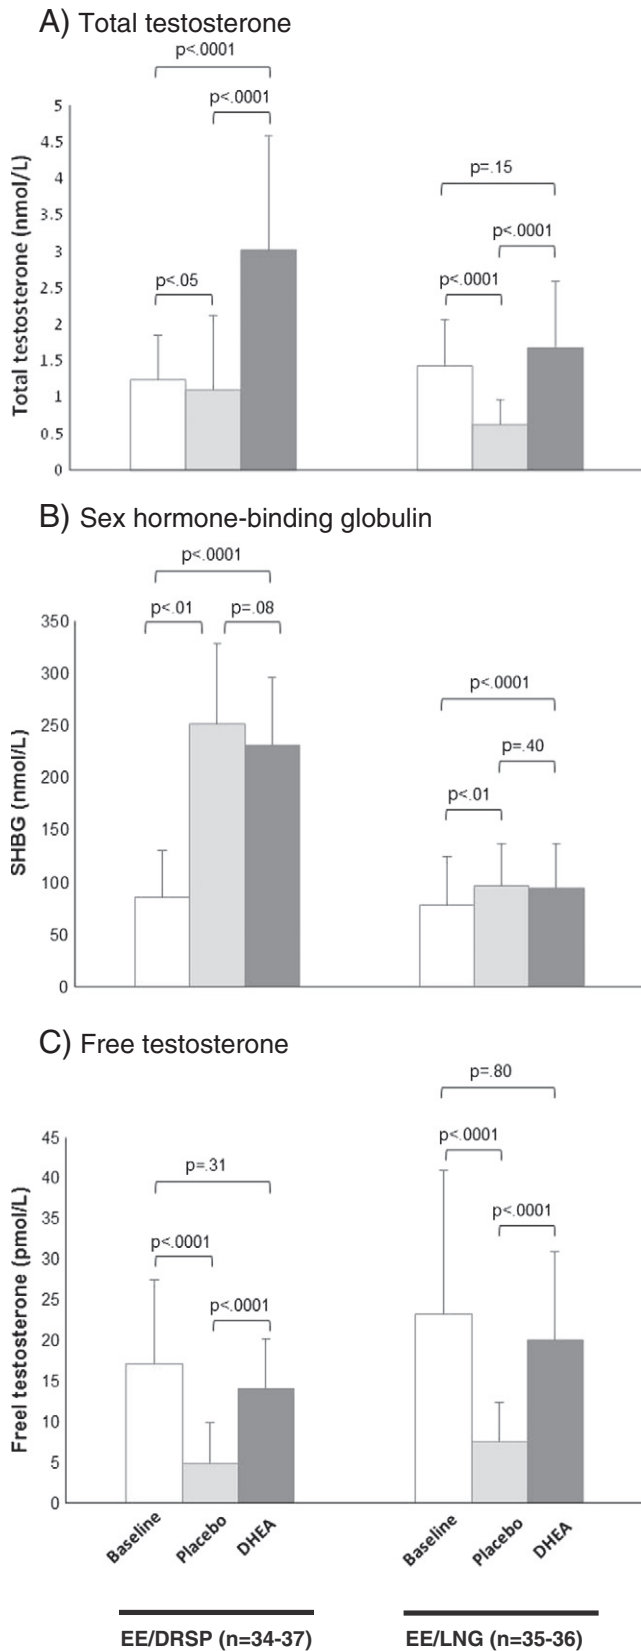 A) Total testosterone
p<.0001
p<.0001
5
4.5
4
p=.15
3.5
3
p<.0001
p<.05
p<.0001
2.5
2
1.5
1
0.5
0
Total testosterone (nmol/L)
B) Sex hormone-binding globulin
p<.0001
p<.01 p=.08
350
300
p<.0001
250
p=.40
200
p<.01
150
100
50
0
SHBG (nmol/L)
C) Free testosterone
p=.80
p<.0001
45
p=.31
40
p<.0001
35
p<.0001
30
p<.0001
25
20
15
10
5
0
Freel testosterone (pmol/L)
Baseline Placebo DHEA Baseline Placebo DHEA
EE/DRSP (n=34-37) EE/LNG (n=35-36)